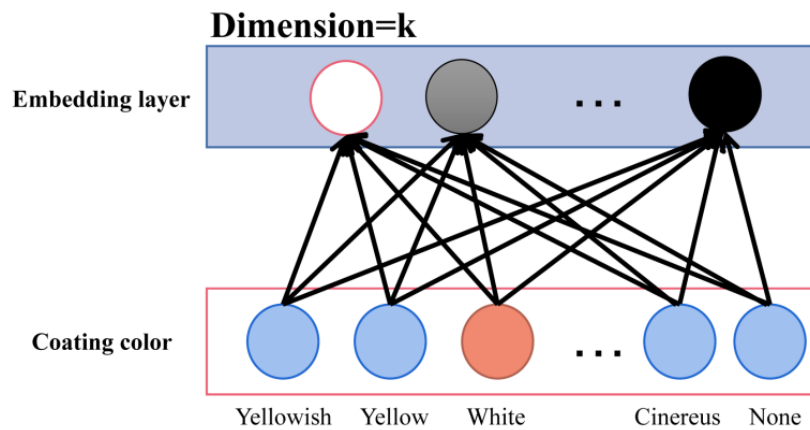 Dimension=k
Embedding layer
...
Coating color
...
Yellowish Yellow White Cinereus None